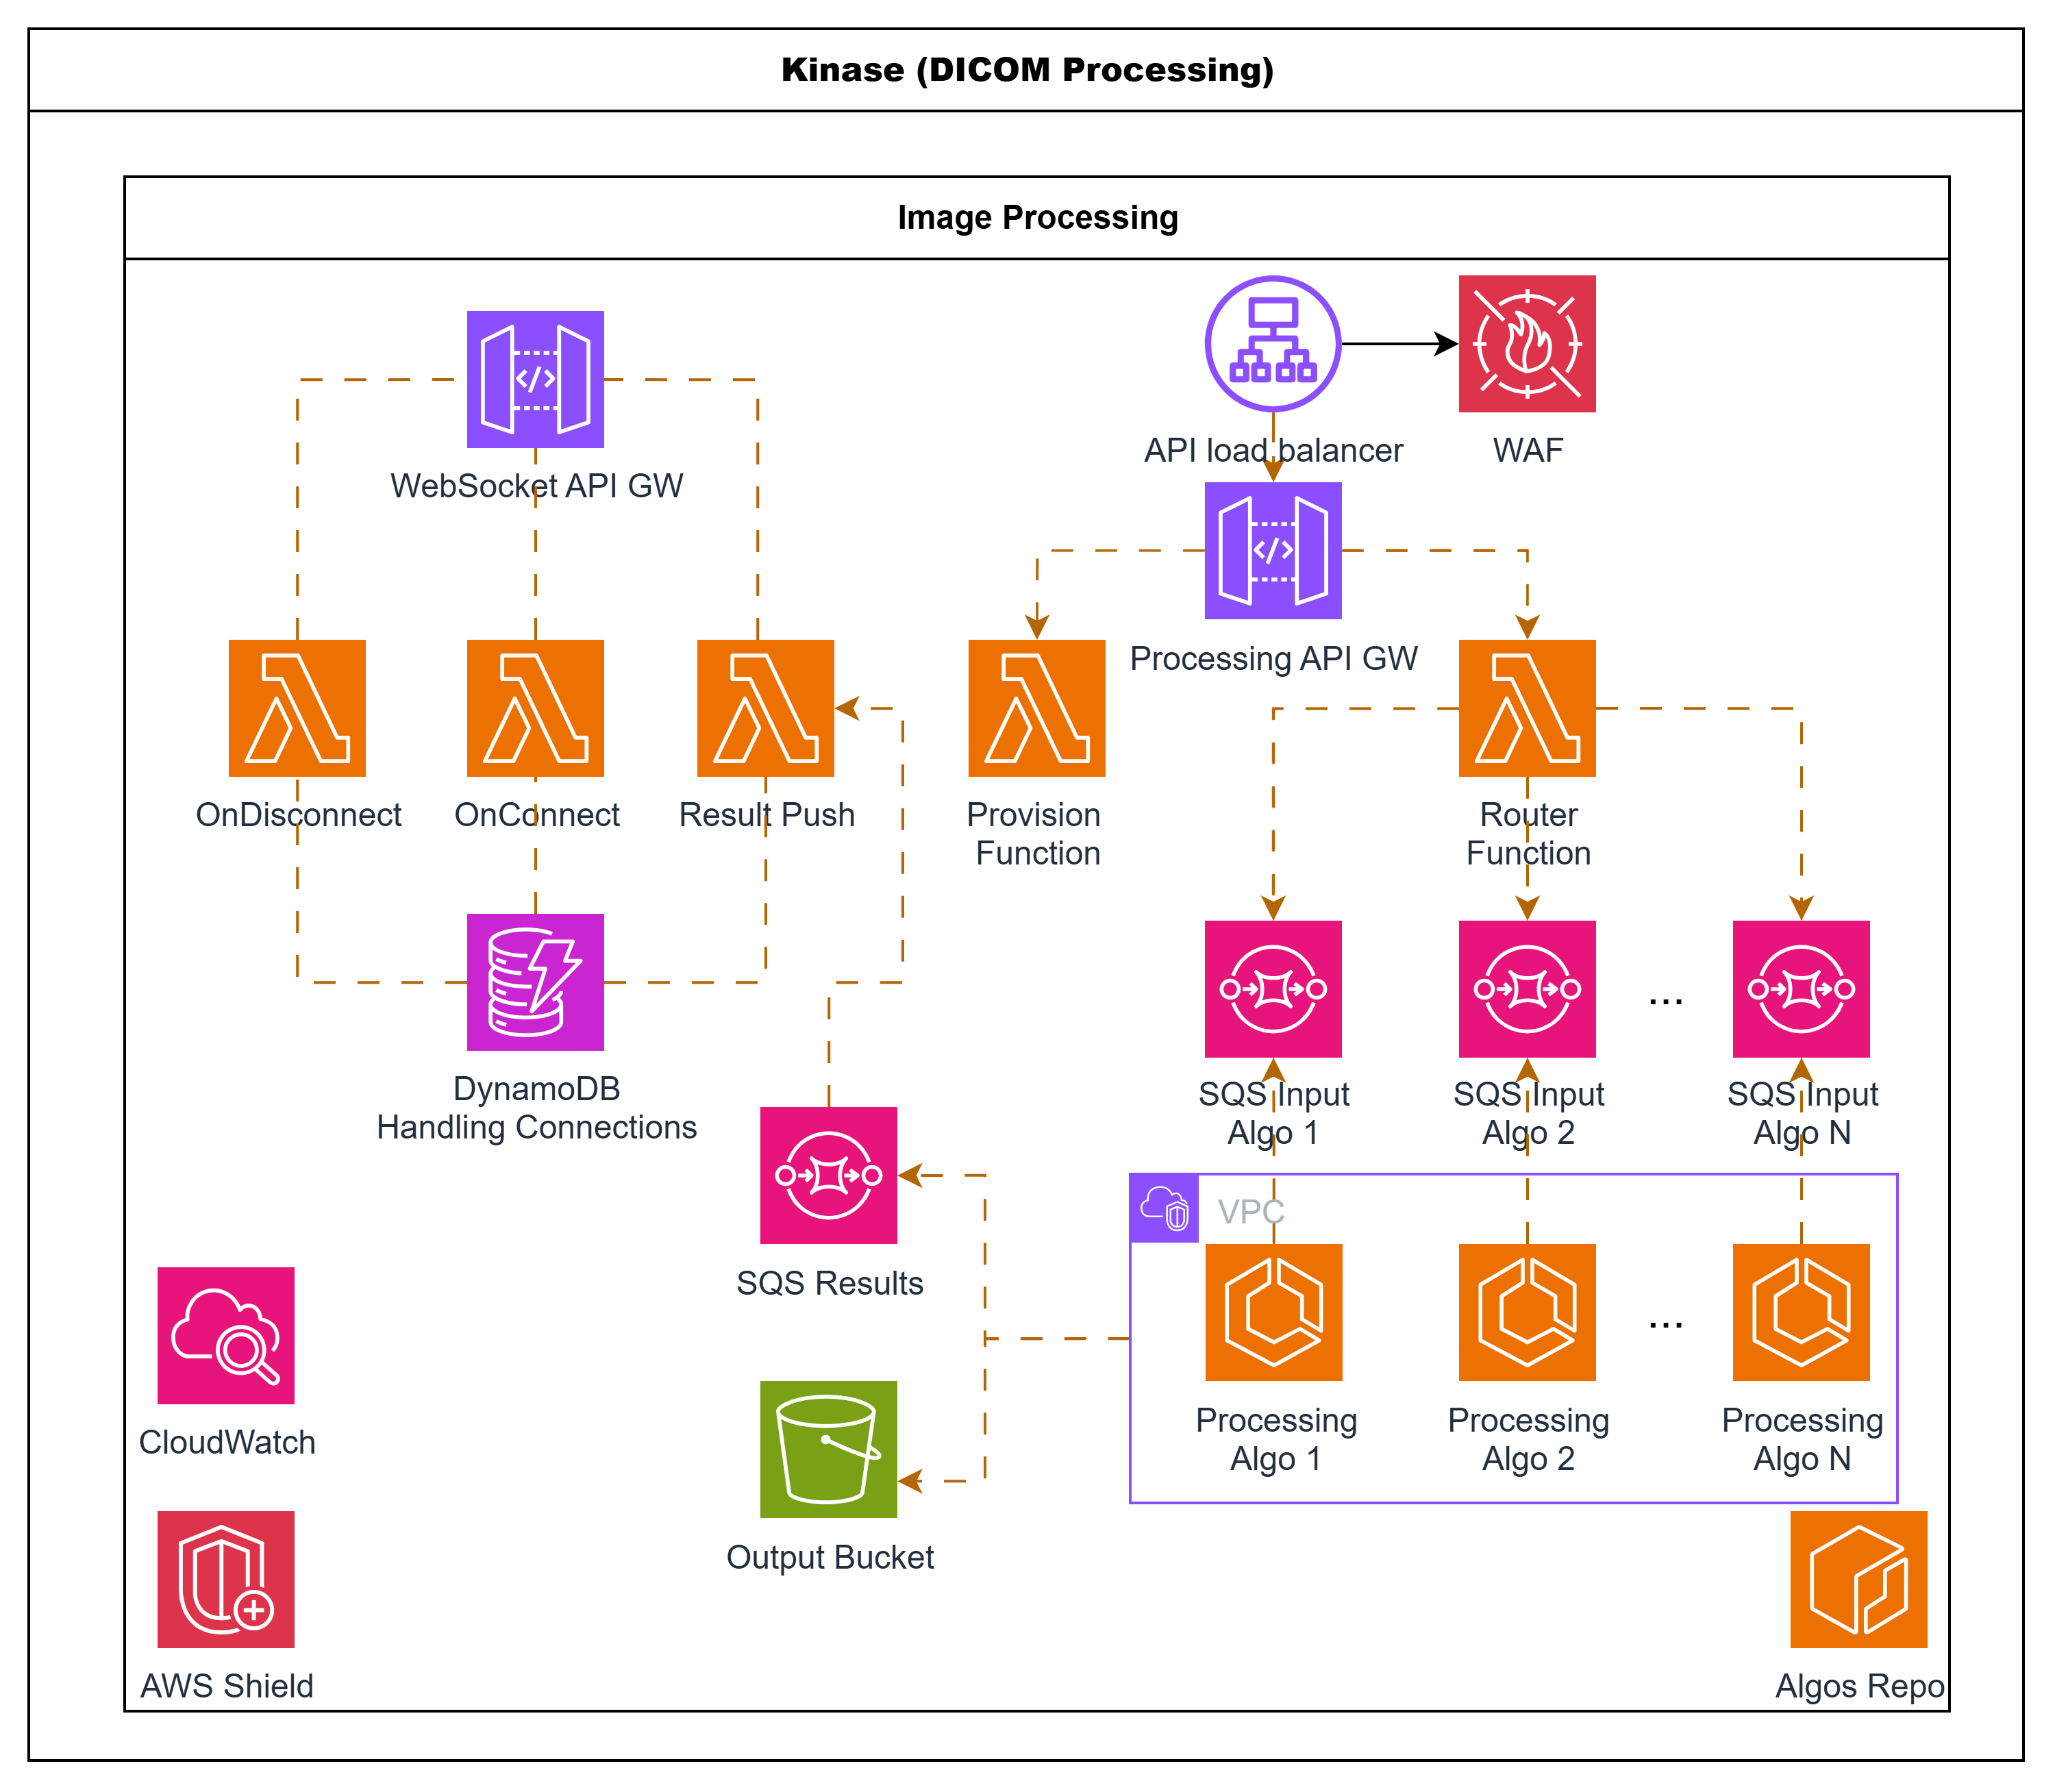 Kinase (DICOM Processing)
Image Processing
API load balancer
WAF
WebSocket API GW
Processing API GW
OnDisconnect
OnConnect
Result Push
Provision
Function
Router
Function
...
DynamoDB
Handling Connections
SQS Input
Algo 1
SQS Input
Algo 2
SQS Input
Algo N
VPC
SQS Results
...
CloudWatch
Processing
Algo 1
Processing
Algo 2
Processing
Algo N
Output Bucket
AWS Shield
Algos Repo